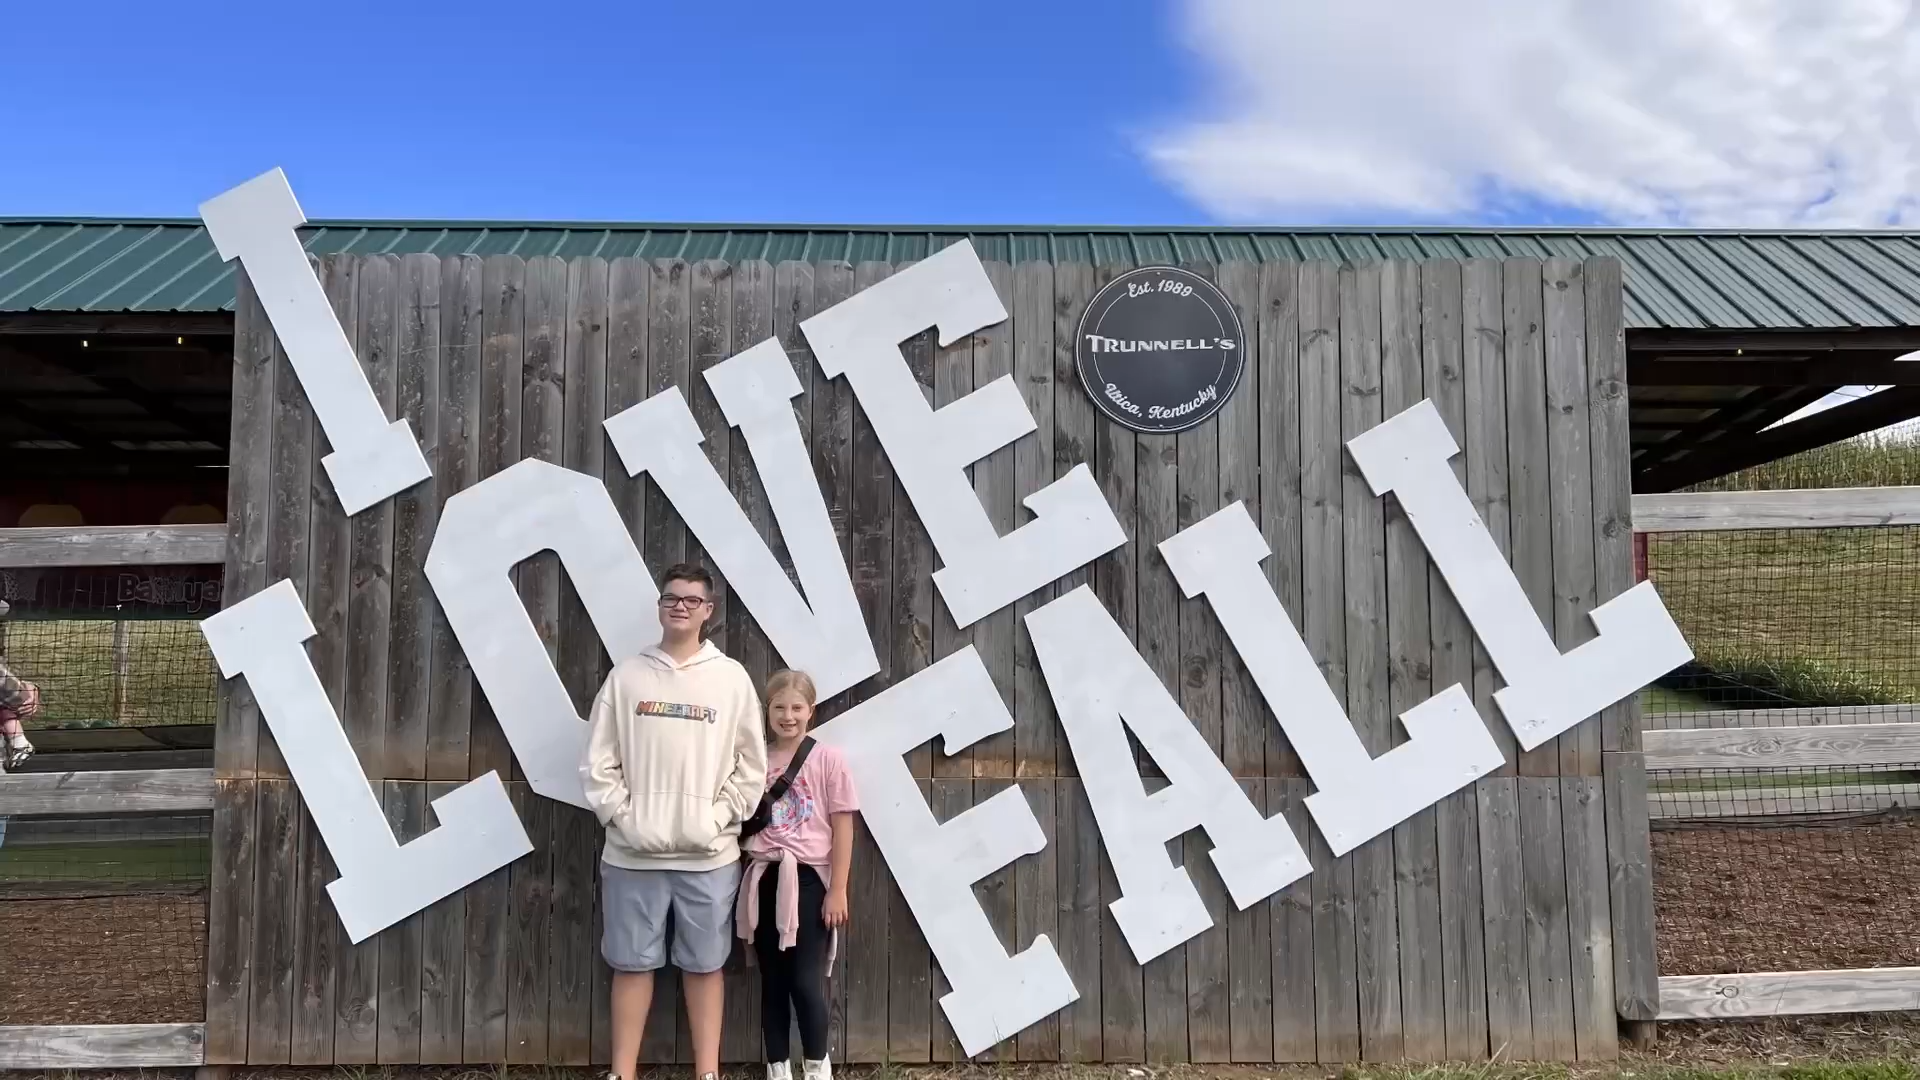 I
LOVE
FALL
Est. 1989
TRUNNELL'S
Utica, Kentucky
MINECRAFT